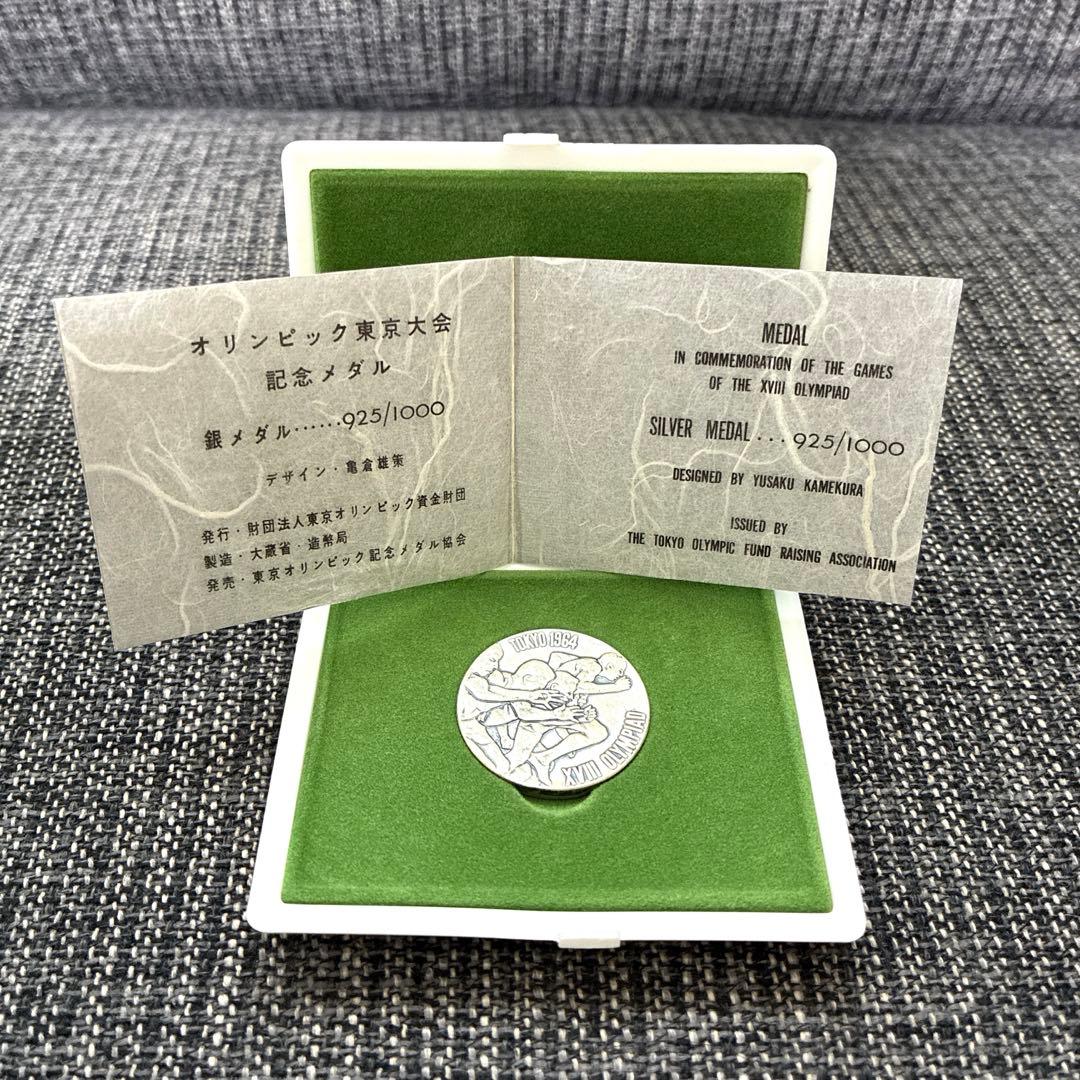 オリンピック東京大会
記念メダル
銀メダル……925/1000
デザイン・亀倉雄策
発行・財団法人東京オリンピック資金財団
製造・大蔵省・造幣局
発売・東京オリンピック記念メダル協会
MEDAL
IN COMMEMORATION OF THE GAMES
OF THE XVIII OLYMPIAD
SILVER MEDAL...925/1000
DESIGNED BY YUSAKU KAMEKURA
ISSUED BY
THE TOKYO OLYMPIC FUND RAISING ASSOCIATION
TOKYO 1964
XVIII OLYMPIAD